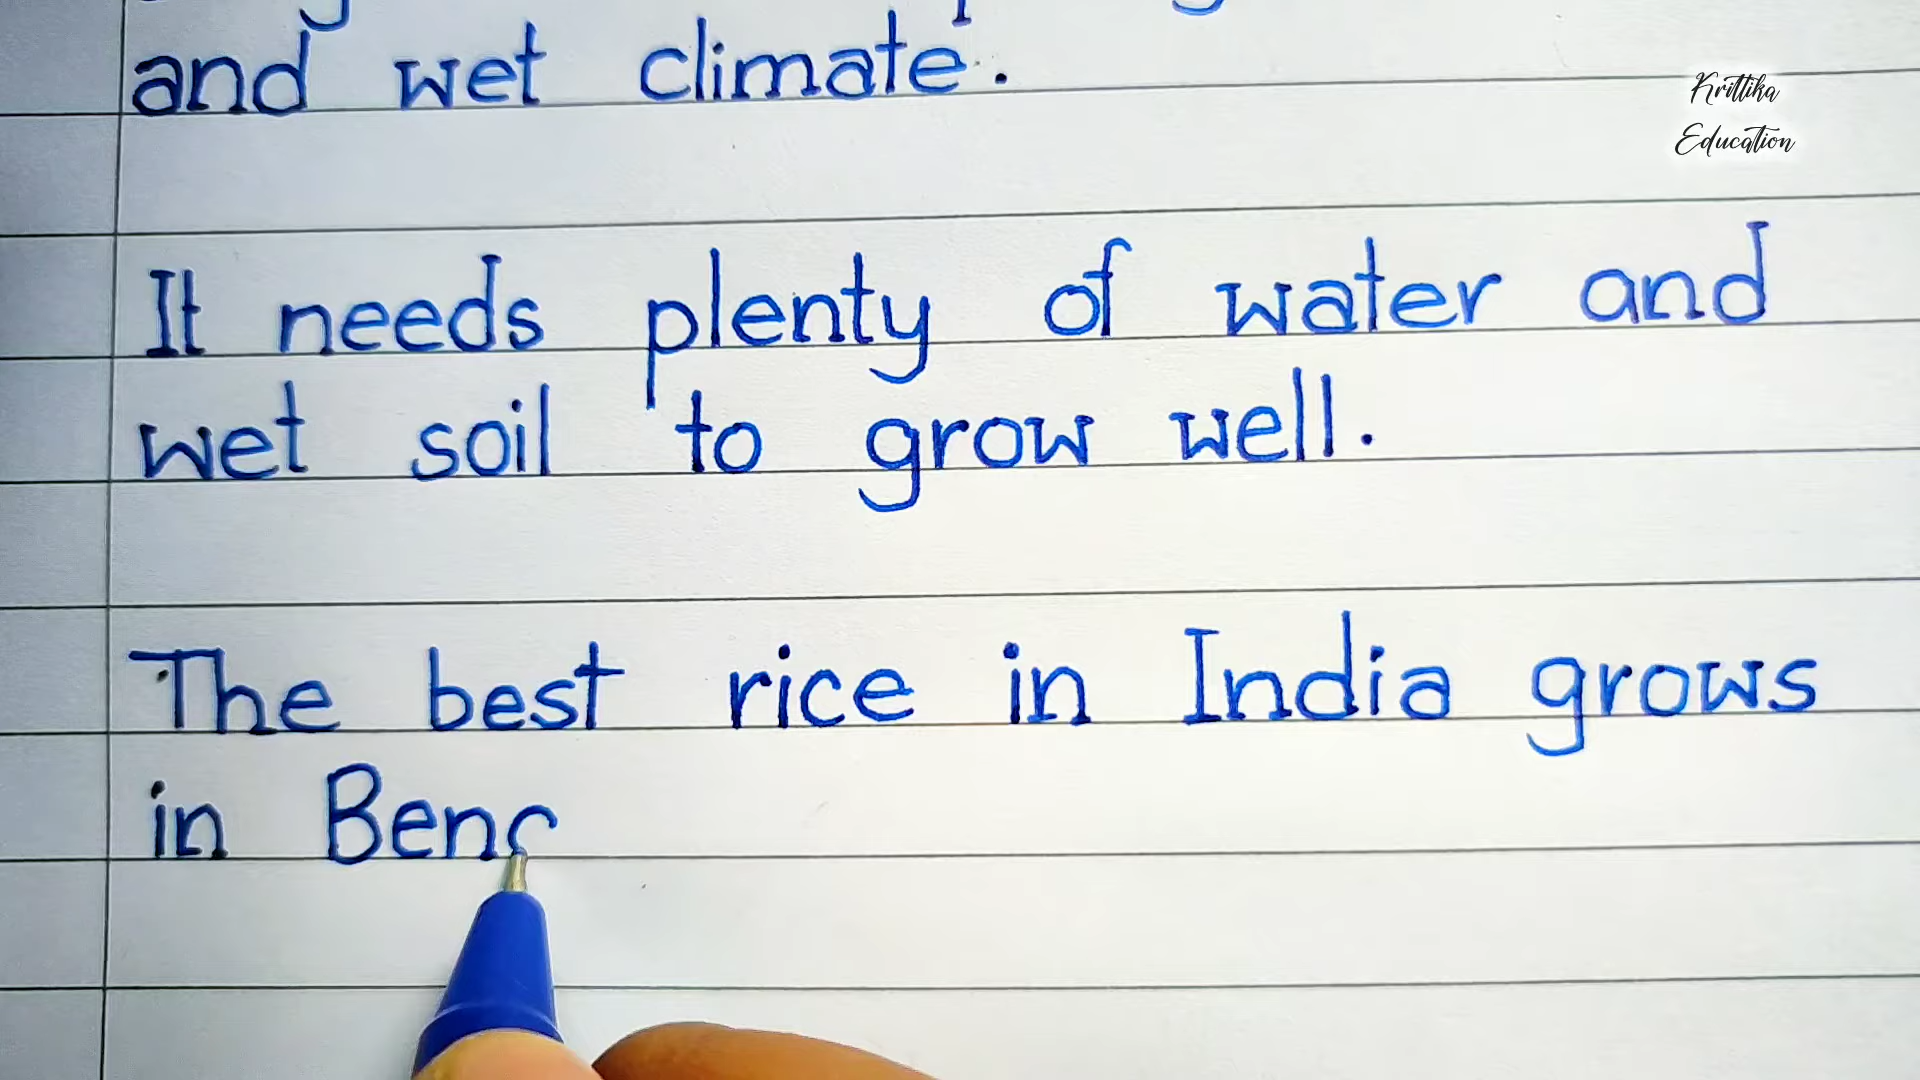 and wet climate.
Krittika
Education
It needs plenty of water and
wet soil to grow well.
The best rice in India grows
in Ben